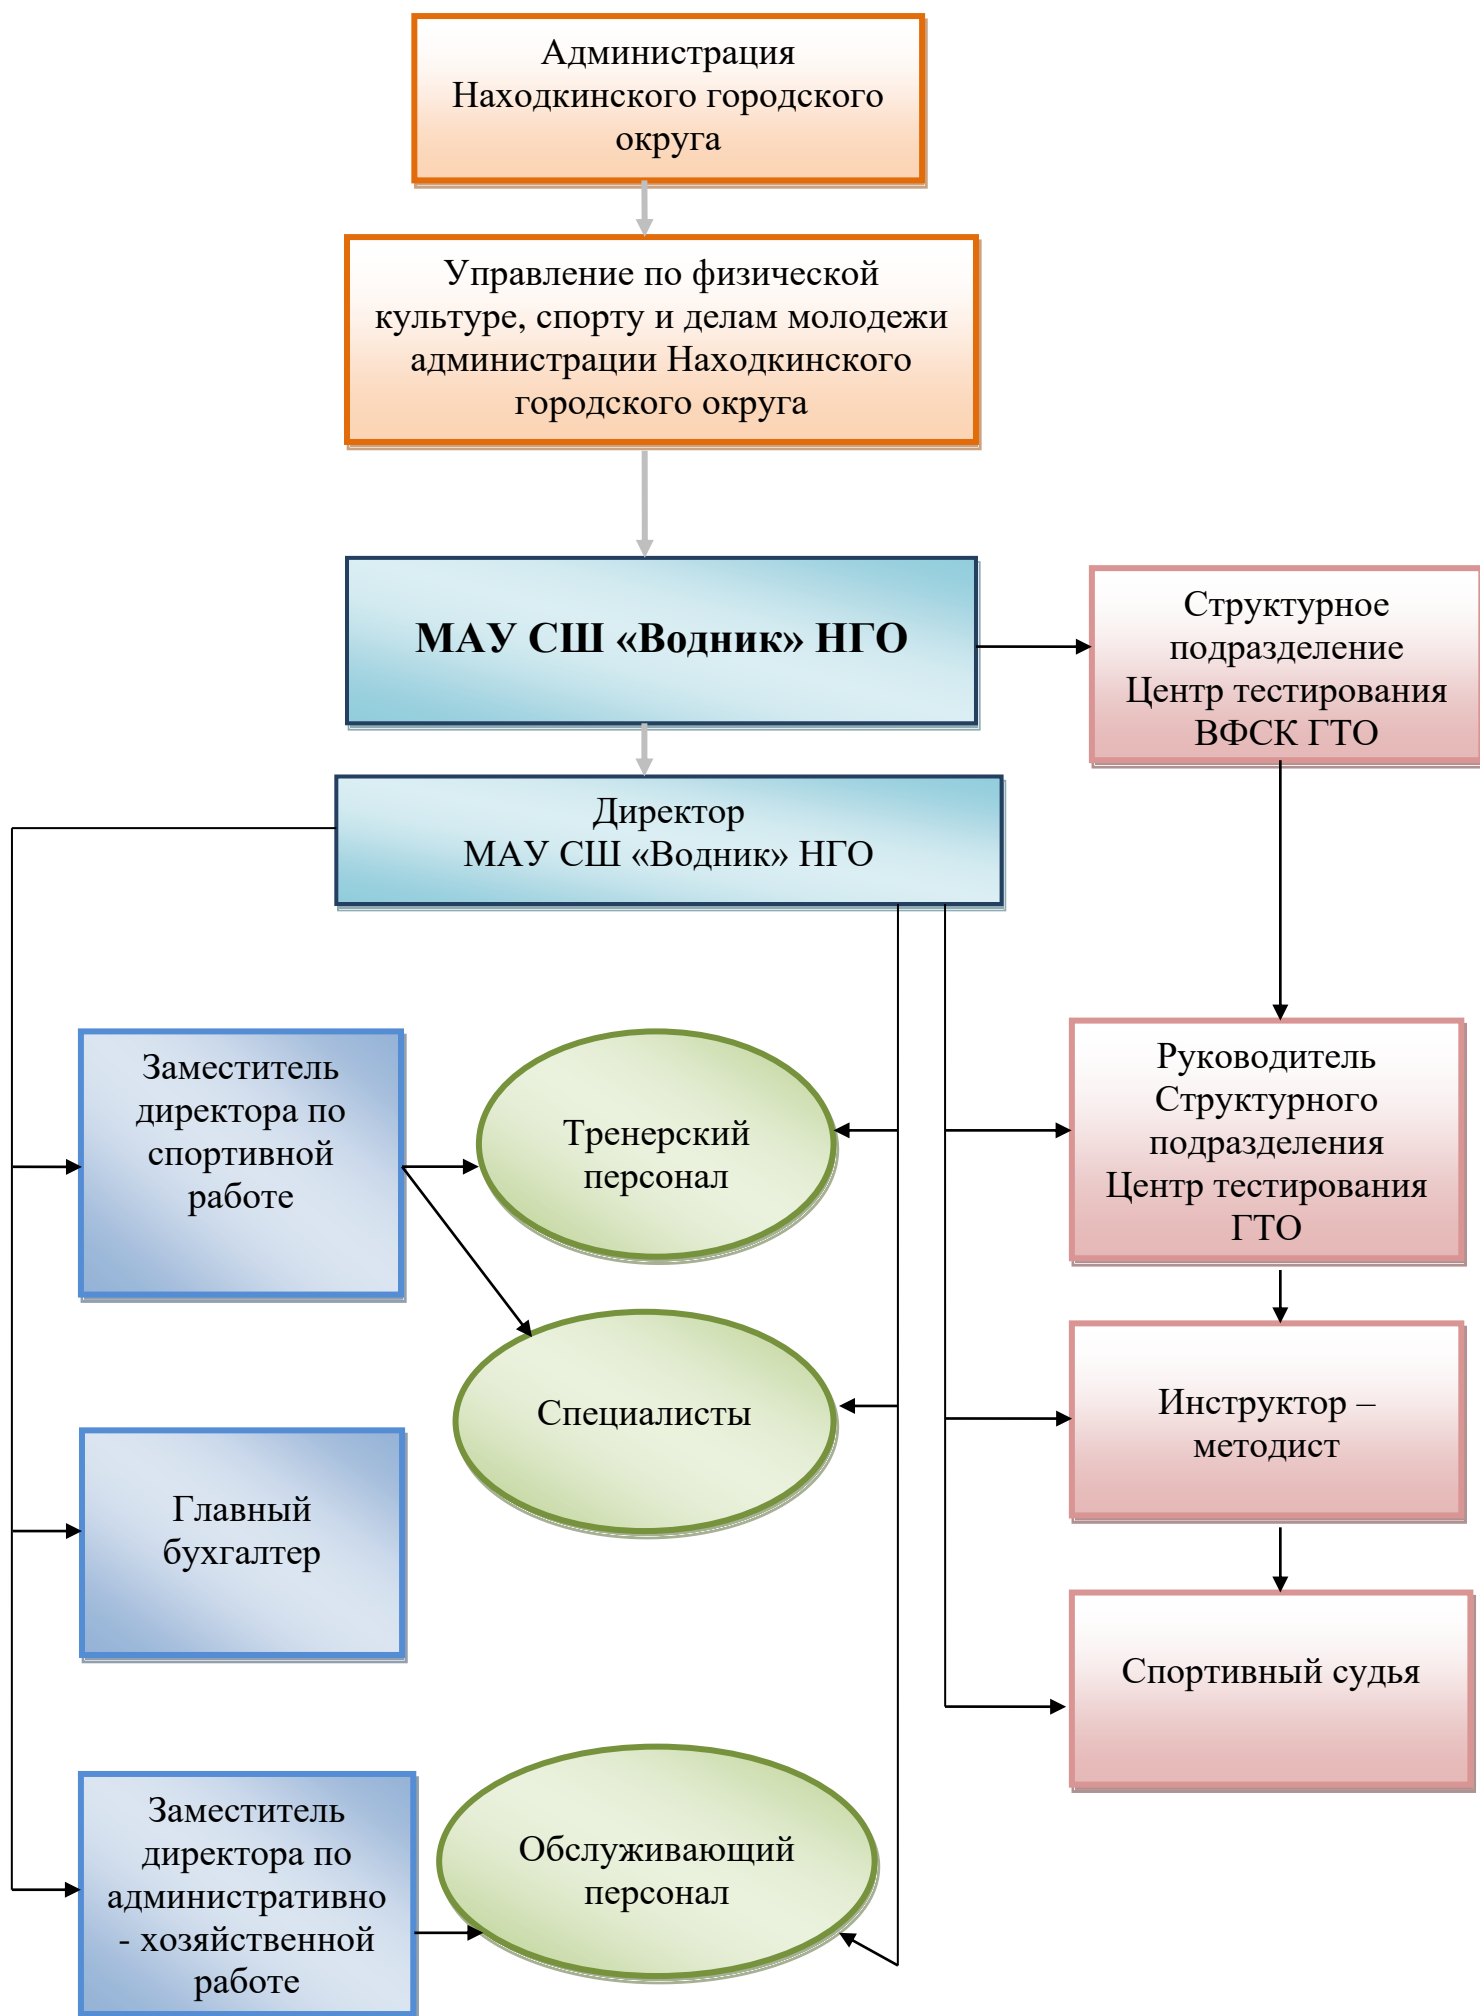 Администрация
Находкинского городского
округа
Управление по физической
культуре, спорту и делам молодежи
администрации Находкинского
городского округа
МАУ СШ «Водник» НГО
Структурное
подразделение
Центр тестирования
ВФСК ГТО
Директор
МАУ СШ «Водник» НГО
Заместитель
директора по
спортивной
работе
Тренерский
персонал
Руководитель
Структурного
подразделения
Центр тестирования
ГТО
Специалисты
Инструктор –
методист
Главный
бухгалтер
Спортивный судья
Заместитель
директора по
административно
- хозяйственной
работе
Обслуживающий
персонал